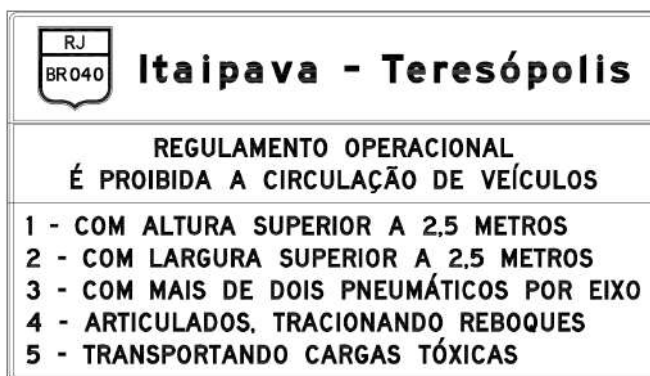 RJ
BR 040
Itaipava - Teresópolis
REGULAMENTO OPERACIONAL
É PROIBIDA A CIRCULAÇÃO DE VEÍCULOS
1 - COM ALTURA SUPERIOR A 2,5 METROS
2 - COM LARGURA SUPERIOR A 2,5 METROS
3 - COM MAIS DE DOIS PNEUMÁTICOS POR EIXO
4 - ARTICULADOS, TRACIONANDO REBOQUES
5 - TRANSPORTANDO CARGAS TÓXICAS